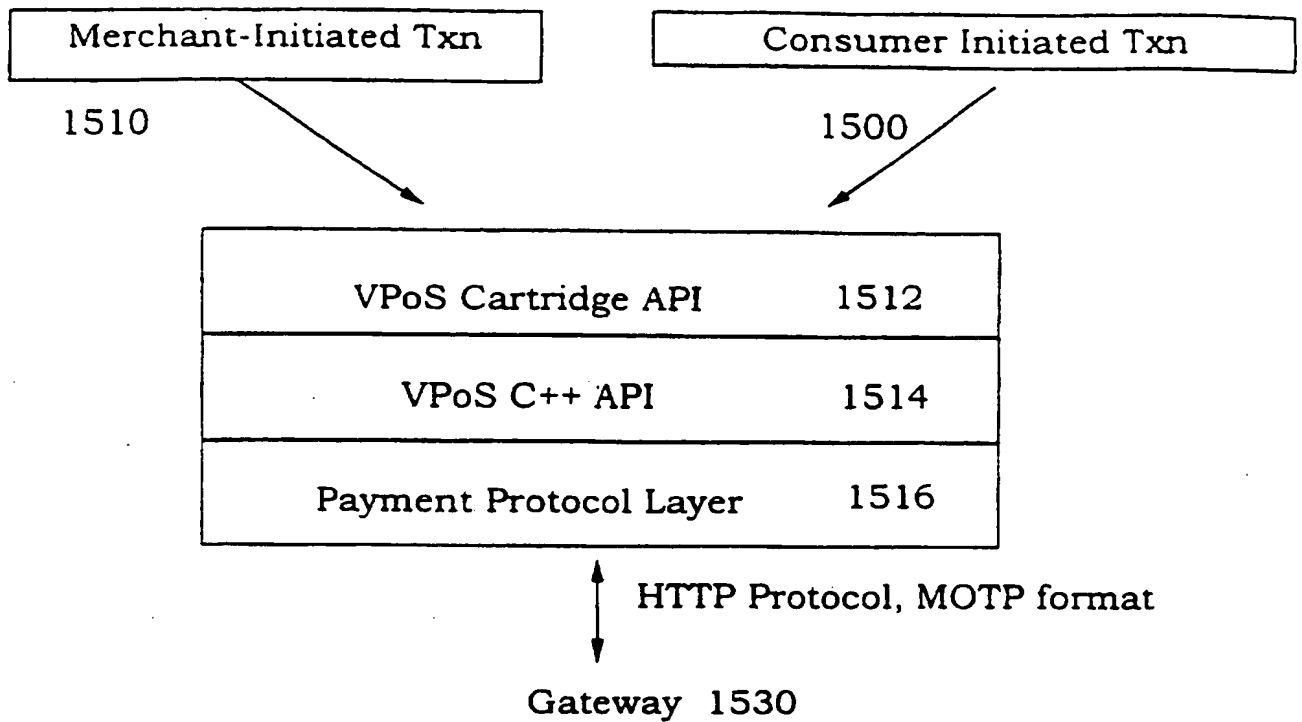 Merchant-Initiated Txn
Consumer Initiated Txn
1510
1500
VPoS Cartridge API 1512
VPoS C++ API 1514
Payment Protocol Layer 1516
HTTP Protocol, MOTP format
Gateway 1530